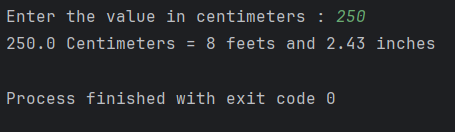 Enter the value in centimeters : 250
250.0 Centimeters = 8 feets and 2.43 inches
Process finished with exit code 0